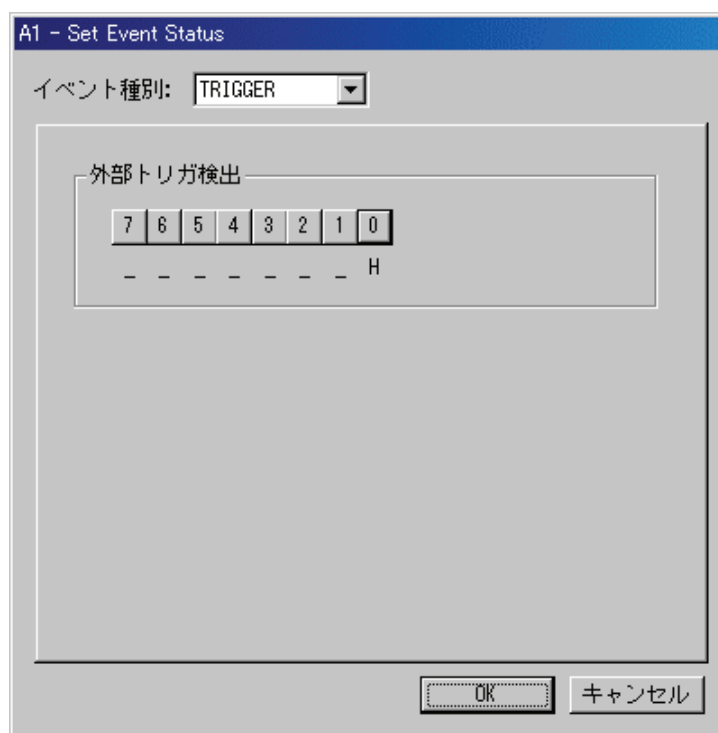 A1 - Set Event Status
イベント種別: TRIGGER
外部トリガ検出
7 6 5 4 3 2 1 0
_ _ _ _ _ _ _ H
OK キャンセル